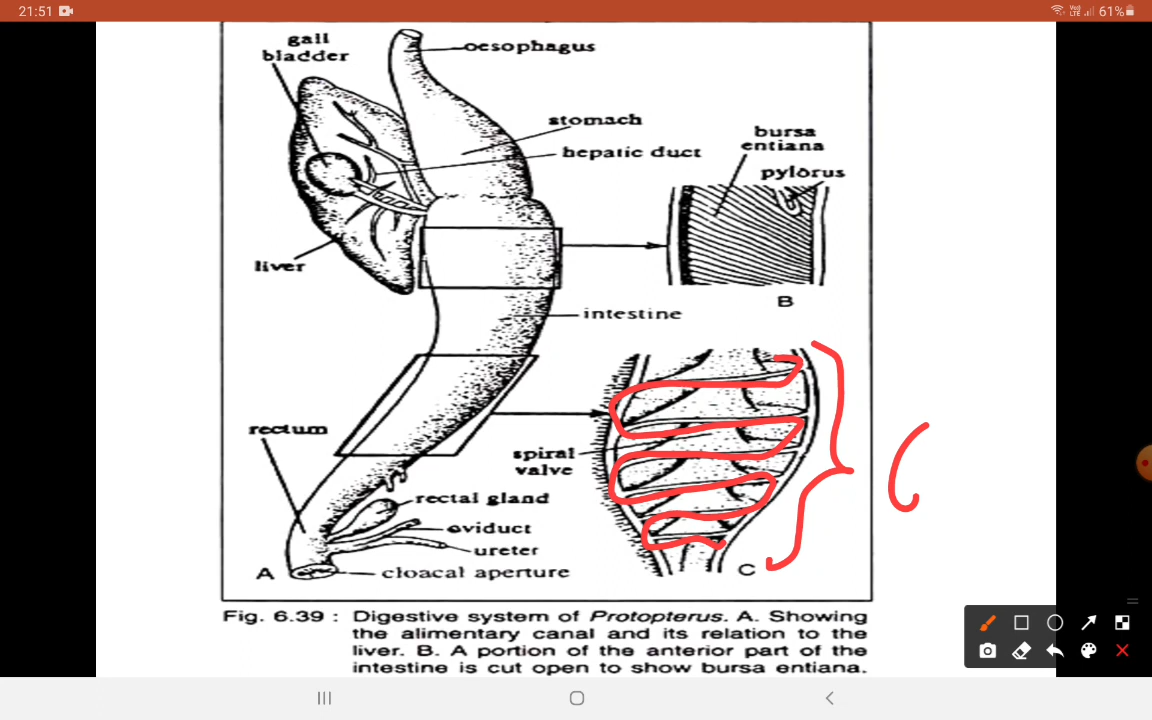 21:51
Vo))
LTE
61%
gall
bladder
oesophagus
stomach
hepatic duct
bursa
entiana
pylorus
liver
B
intestine
rectum
spiral
valve
rectal gland
oviduct
ureter
A
cloacal aperture
C
Fig. 6.39 : Digestive system of Protopterus. A. Showing
the alimentary canal and its relation to the
liver. B. A portion of the anterior part of the
intestine is cut open to show bursa entiana.